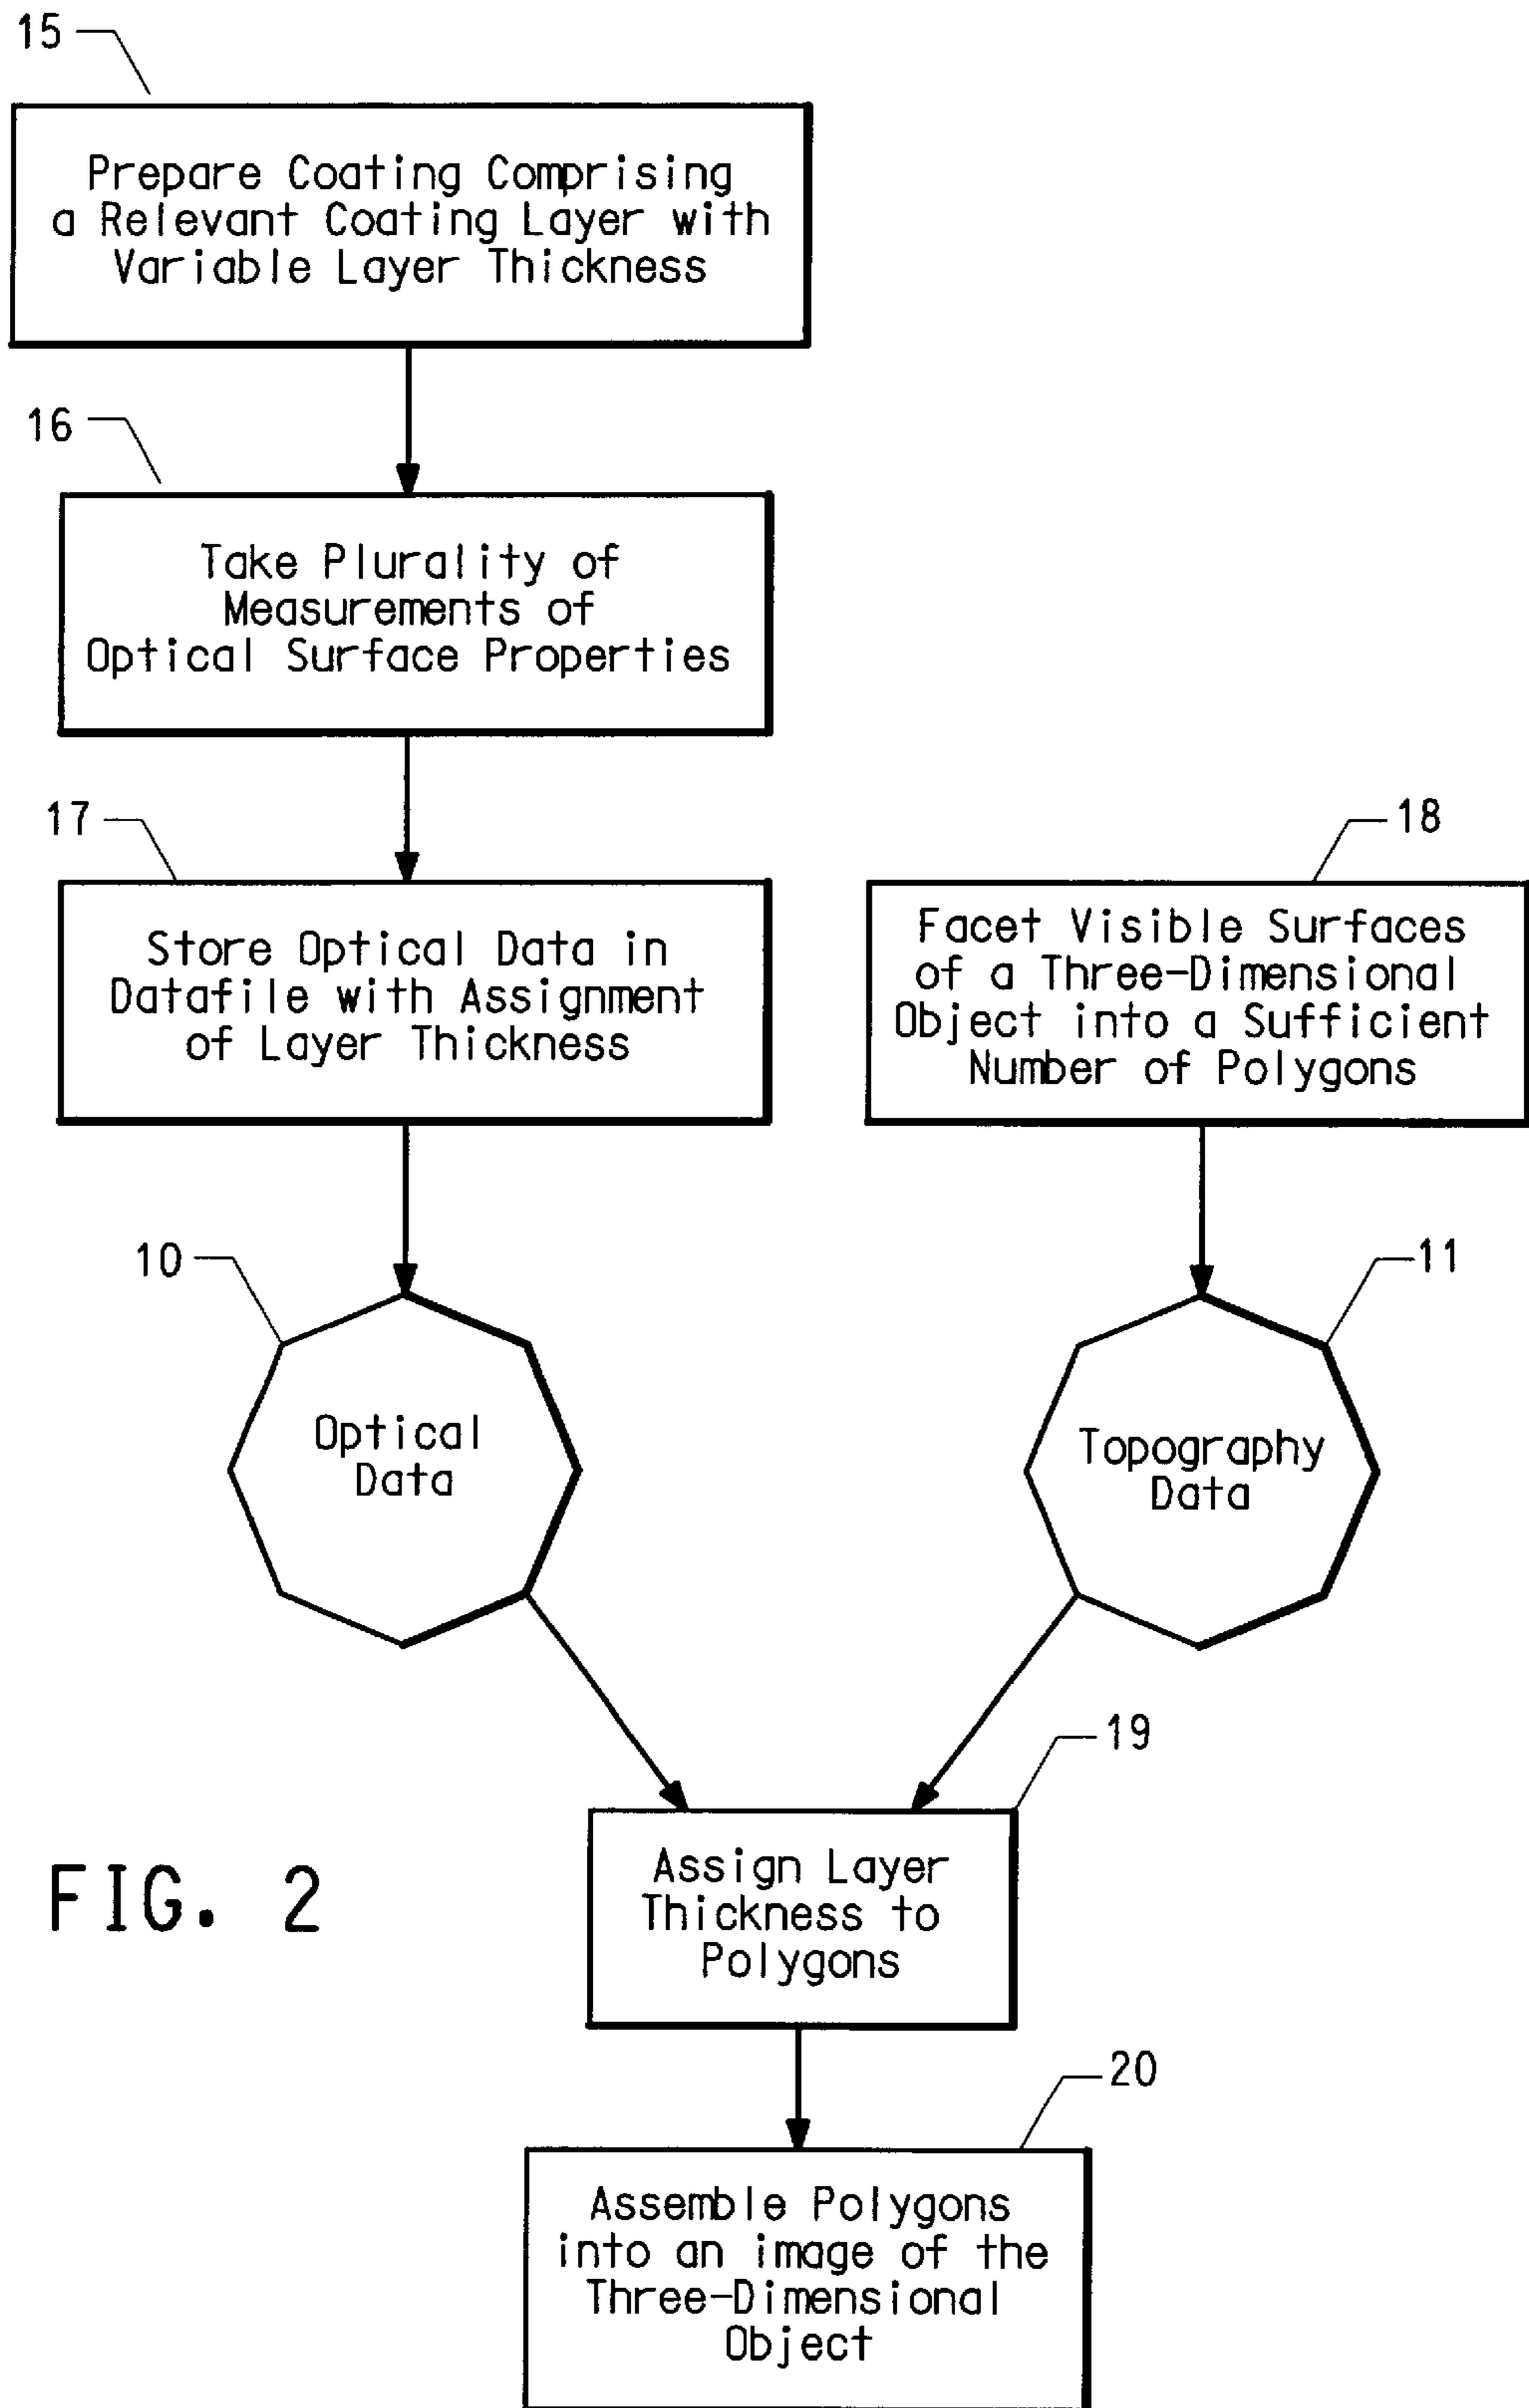 15
Prepare Coating Comprising
a Relevant Coating Layer with
Variable Layer Thickness
16
Take Plurality of
Measurements of
Optical Surface Properties
17
Store Optical Data in
Datafile with Assignment
of Layer Thickness
18
Facet Visible Surfaces
of a Three-Dimensional
Object into a Sufficient
Number of Polygons
10
Optical
Data
11
Topography
Data
19
Assign Layer
Thickness to
Polygons
FIG. 2
20
Assemble Polygons
into an image of the
Three-Dimensional
Object